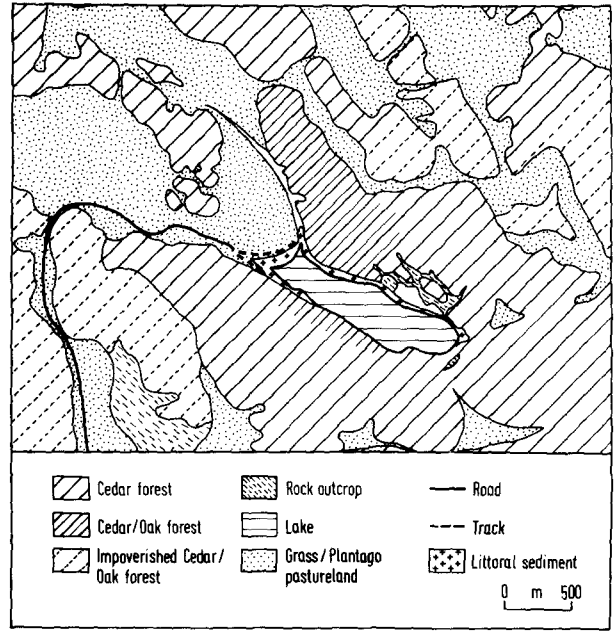 Cedar forest
Cedar/Oak forest
Impoverished Cedar/
Oak forest
Rock outcrop
Lake
Grass/Plantago
pastureland
Road
Track
Littoral sediment
0 m 500